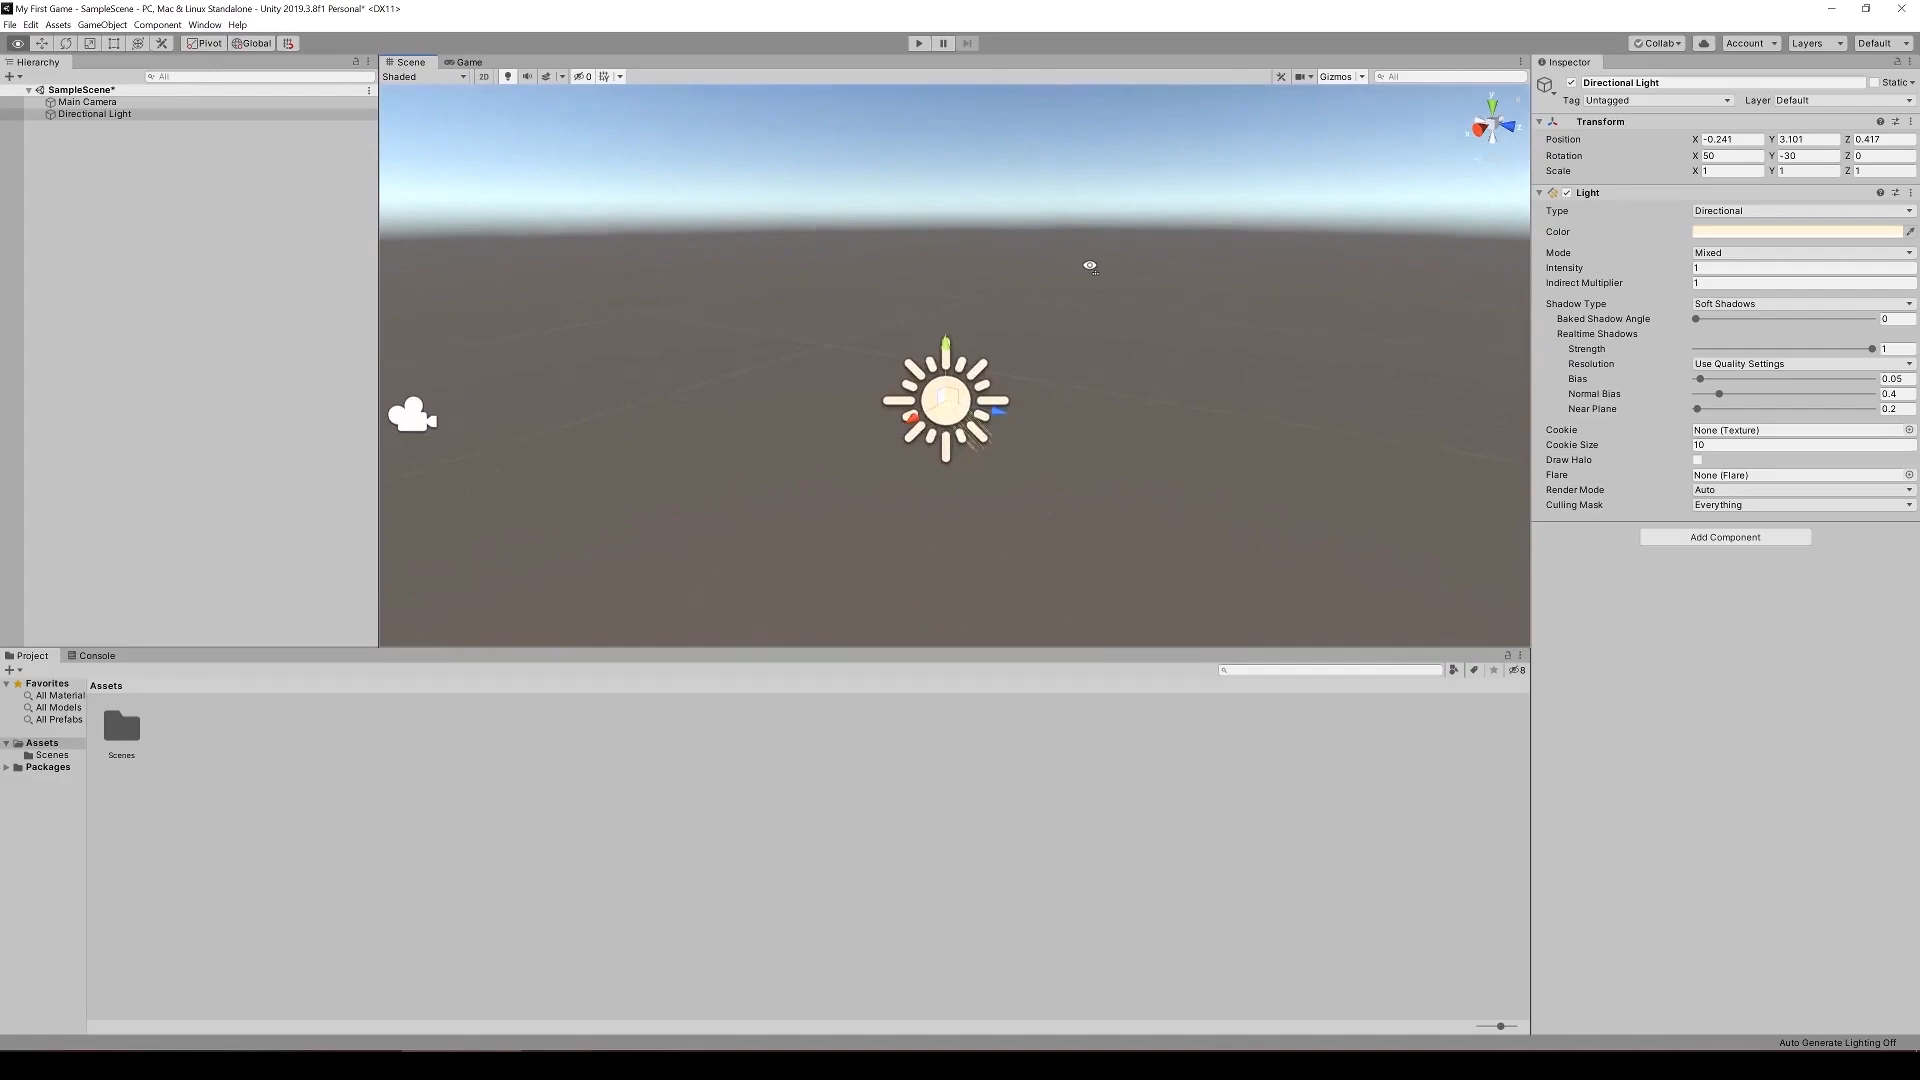 My First Game - SampleScene - PC, Mac & Linux Standalone - Unity 2019.3.8f1 Personal* <DX11>
File Edit Assets GameObject Component Window Help
Pivot Global Collab Account Layers Default
Hierarchy
All
SampleScene*
Main Camera
Directional Light
Scene Game
Shaded 2D 0 Gizmos All
y
x
z
Inspector
Directional Light Static
Tag Untagged Layer Default
Transform
Position X -0.241 Y 3.101 Z 0.417
Rotation X 50 Y -30 Z 0
Scale X 1 Y 1 Z 1
Light
Type Directional
Color
Mode Mixed
Intensity 1
Indirect Multiplier 1
Shadow Type Soft Shadows
Baked Shadow Angle 0
Realtime Shadows
Strength 1
Resolution Use Quality Settings
Bias 0.05
Normal Bias 0.4
Near Plane 0.2
Cookie None (Texture)
Cookie Size 10
Draw Halo
Flare None (Flare)
Render Mode Auto
Culling Mask Everything
Add Component
Project Console
8
Favorites
All Material
All Models
All Prefabs
Assets
Scenes
Packages
Assets
Scenes
Auto Generate Lighting Off